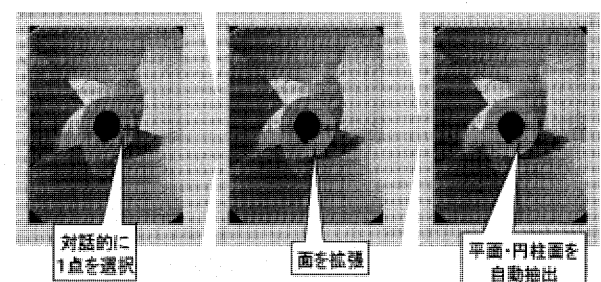 対話的に
1点を選択
面を拡張
平面・円柱面を
自動抽出